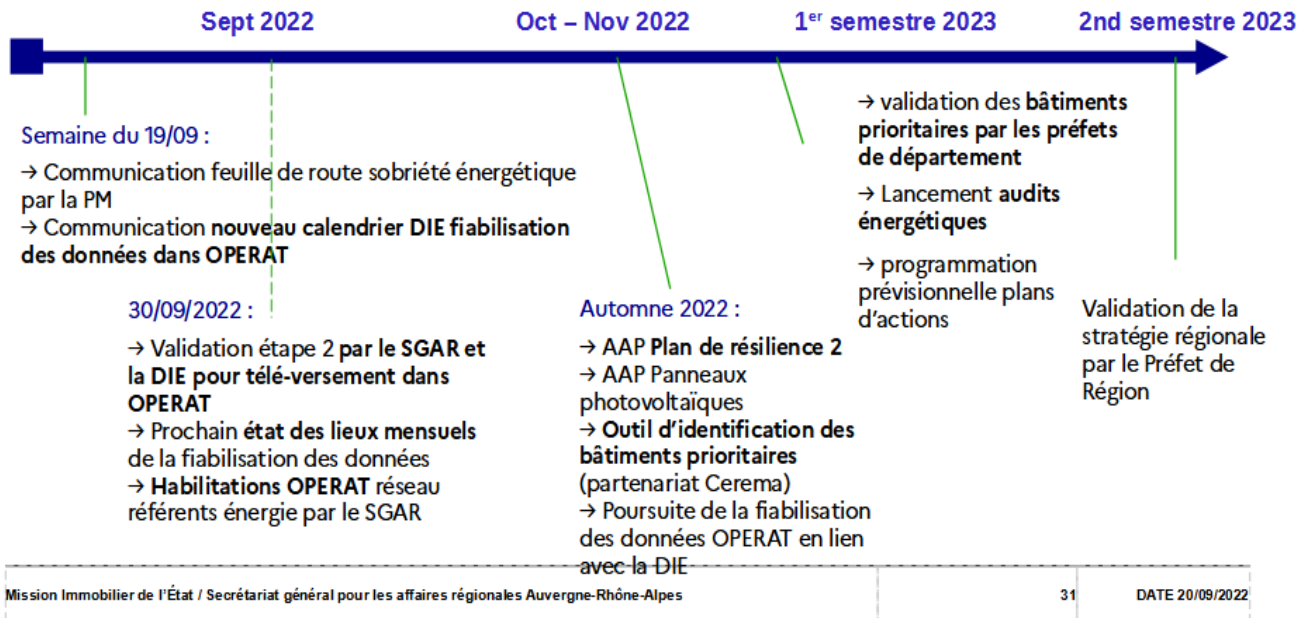 Sept 2022
Oct – Nov 2022
1er semestre 2023
2nd semestre 2023
Semaine du 19/09 :
→ Communication feuille de route sobriété énergétique
par la PM
→ Communication nouveau calendrier DIE fiabilisation
des données dans OPERAT
30/09/2022 :
→ Validation étape 2 par le SGAR et
la DIE pour télé-versement dans
OPERAT
→ Prochain état des lieux mensuels
de la fiabilisation des données
→ Habilitations OPERAT réseau
référents énergie par le SGAR
Automne 2022 :
→ AAP Plan de résilience 2
→ AAP Panneaux
photovoltaïques
→ Outil d’identification des
bâtiments prioritaires
(partenariat Cerema)
→ Poursuite de la fiabilisation
des données OPERAT en lien
avec la DIE
→ validation des bâtiments
prioritaires par les préfets
de département
→ Lancement audits
énergétiques
→ programmation
prévisionnelle plans
d’actions
Validation de la
stratégie régionale
par le Préfet de
Région
Mission Immobilier de l’État / Secrétariat général pour les affaires régionales Auvergne-Rhône-Alpes
31
DATE 20/09/2022